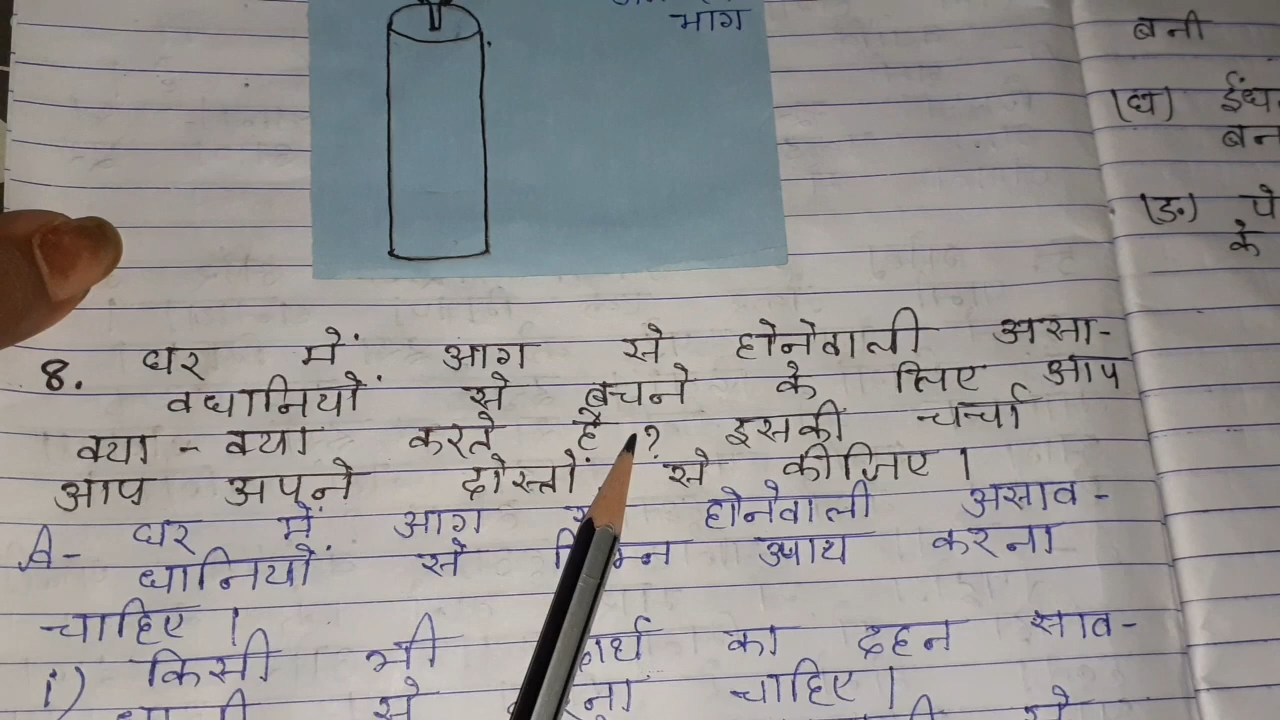 भाग
8. घर में आग से होनेवाली असा-
वधानियों से बचने के लिए आप
क्या - क्या करते है ? इसकी चर्चा
आप अपने दोस्तों से कीजिए ।
A- घर में आग होनेवाली असाव-
धानियों से उपाय करना
चाहिए ।
i) किसी भी का दहन साव-
से चाहिए ।
बनी
(घ)
(ङ.)
के